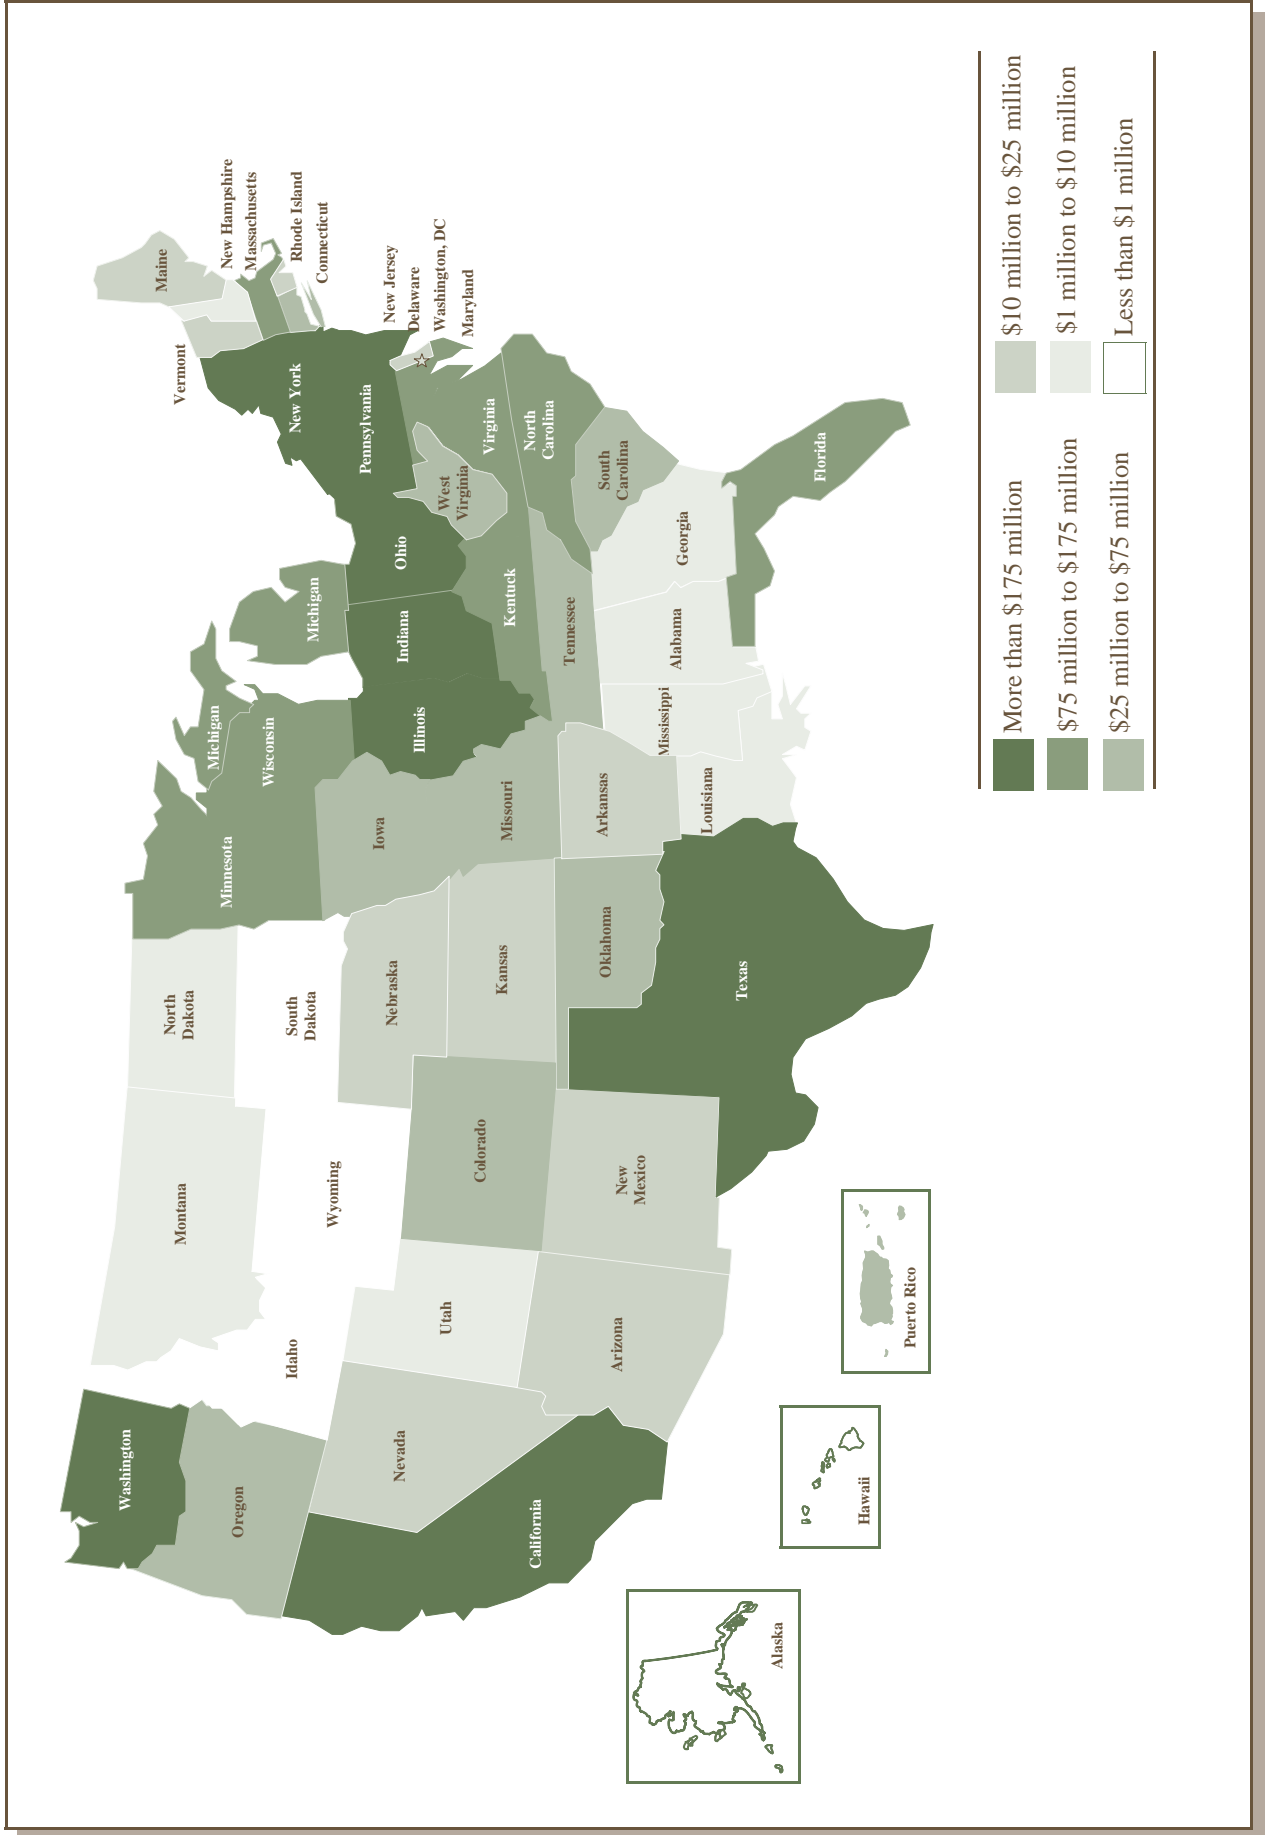 Maine
New Hampshire
Massachusetts
Rhode Island
Connecticut
Vermont
New Jersey
Delaware
Washington, DC
Maryland
New York
Pennsylvania
Virginia
West
Virginia
North
Carolina
South
Carolina
Florida
Georgia
Ohio
Michigan
Indiana
Kentuck
Tennessee
Alabama
Mississippi
Michigan
Wisconsin
Illinois
Minnesota
Iowa
Missouri
Arkansas
Louisiana
North
Dakota
South
Dakota
Nebraska
Kansas
Oklahoma
Texas
Montana
Wyoming
Colorado
New
Mexico
Idaho
Utah
Arizona
Washington
Oregon
Nevada
California
Puerto Rico
Hawaii
Alaska
More than $175 million
$75 million to $175 million
$25 million to $75 million
$10 million to $25 million
$1 million to $10 million
Less than $1 million